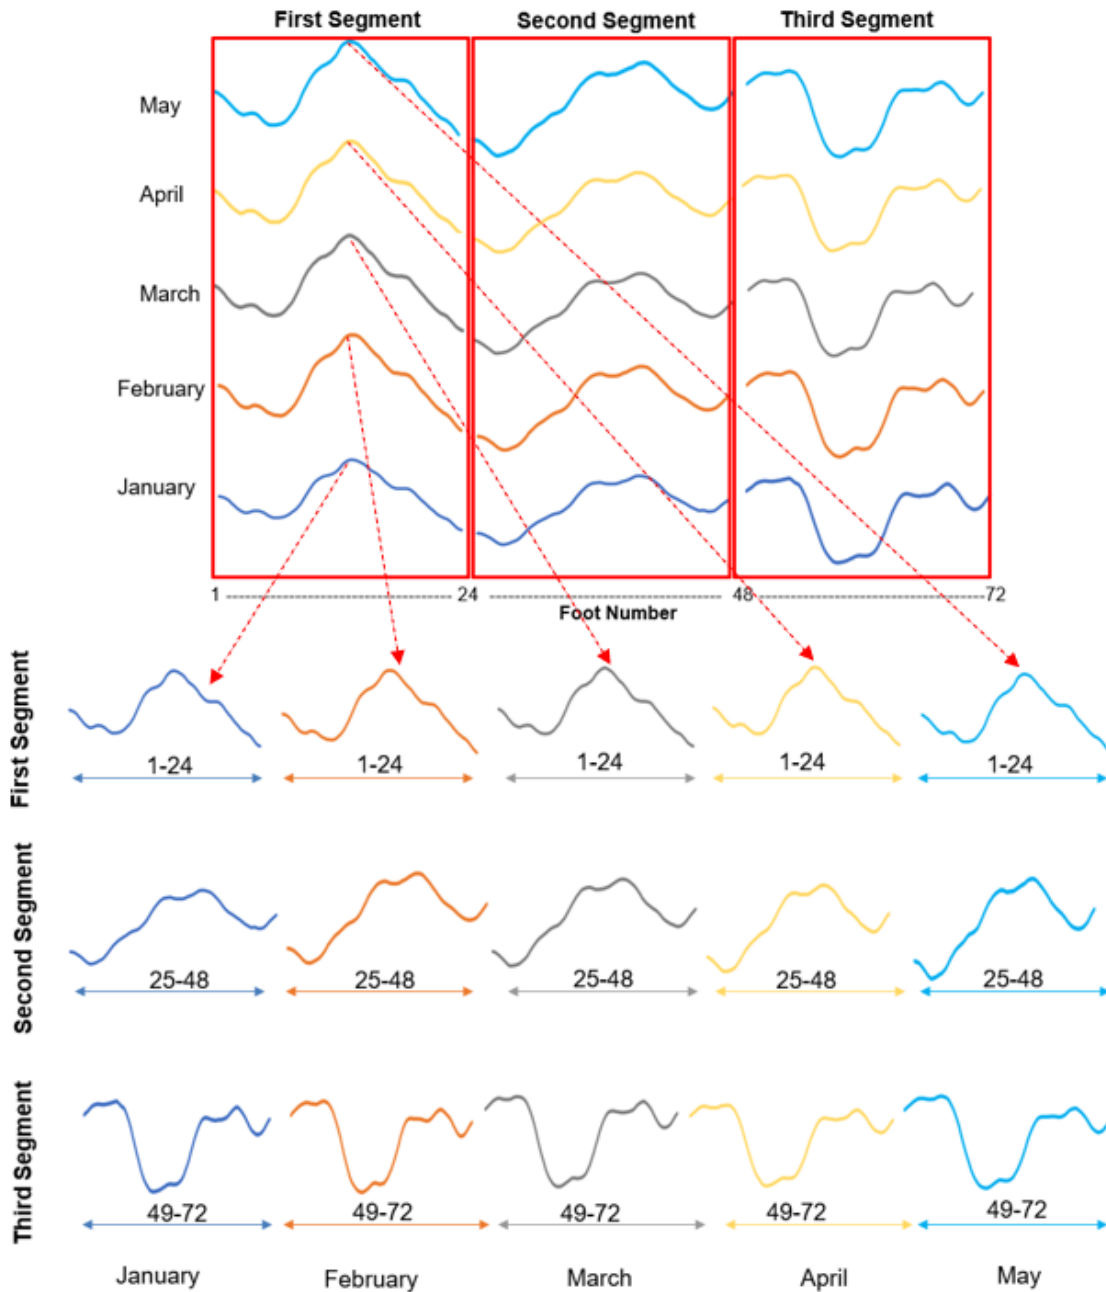 First Segment Second Segment Third Segment
May
April
March
February
January
1 24 48 72
Foot Number
First Segment
1-24 1-24 1-24 1-24 1-24
Second Segment
25-48 25-48 25-48 25-48 25-48
Third Segment
49-72 49-72 49-72 49-72 49-72
January February March April May